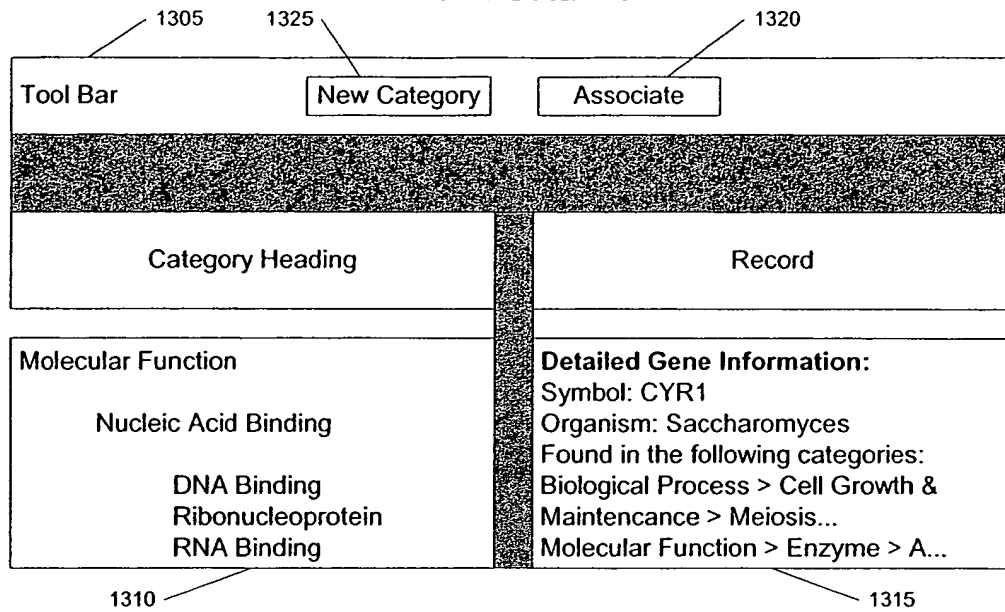 1305
1325
1320
Tool Bar
New Category
Associate
Category Heading
Record
Molecular Function
Nucleic Acid Binding
DNA Binding
Ribonucleoprotein
RNA Binding
Detailed Gene Information:
Symbol: CYR1
Organism: Saccharomyces
Found in the following categories:
Biological Process > Cell Growth &
Maintencance > Meiosis...
Molecular Function > Enzyme > A...
1310
1315